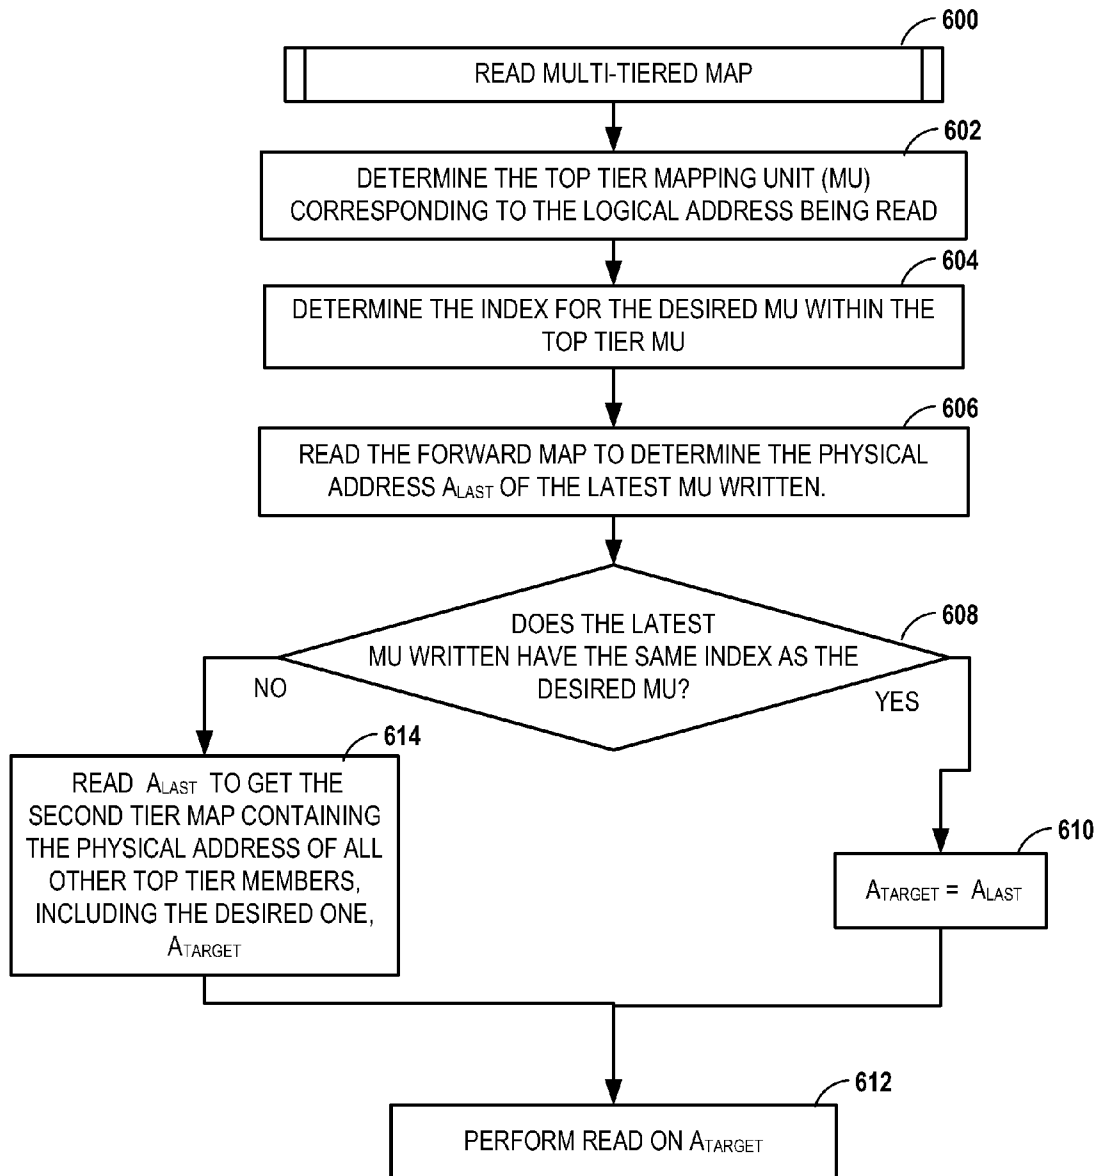 600
READ MULTI-TIERED MAP
602
DETERMINE THE TOP TIER MAPPING UNIT (MU)
CORRESPONDING TO THE LOGICAL ADDRESS BEING READ
604
DETERMINE THE INDEX FOR THE DESIRED MU WITHIN THE
TOP TIER MU
606
READ THE FORWARD MAP TO DETERMINE THE PHYSICAL
ADDRESS ALAST OF THE LATEST MU WRITTEN.
608
DOES THE LATEST
MU WRITTEN HAVE THE SAME INDEX AS THE
DESIRED MU?
NO
YES
614
READ ALAST TO GET THE
SECOND TIER MAP CONTAINING
THE PHYSICAL ADDRESS OF ALL
OTHER TOP TIER MEMBERS,
INCLUDING THE DESIRED ONE,
ATARGET
610
ATARGET = ALAST
612
PERFORM READ ON ATARGET